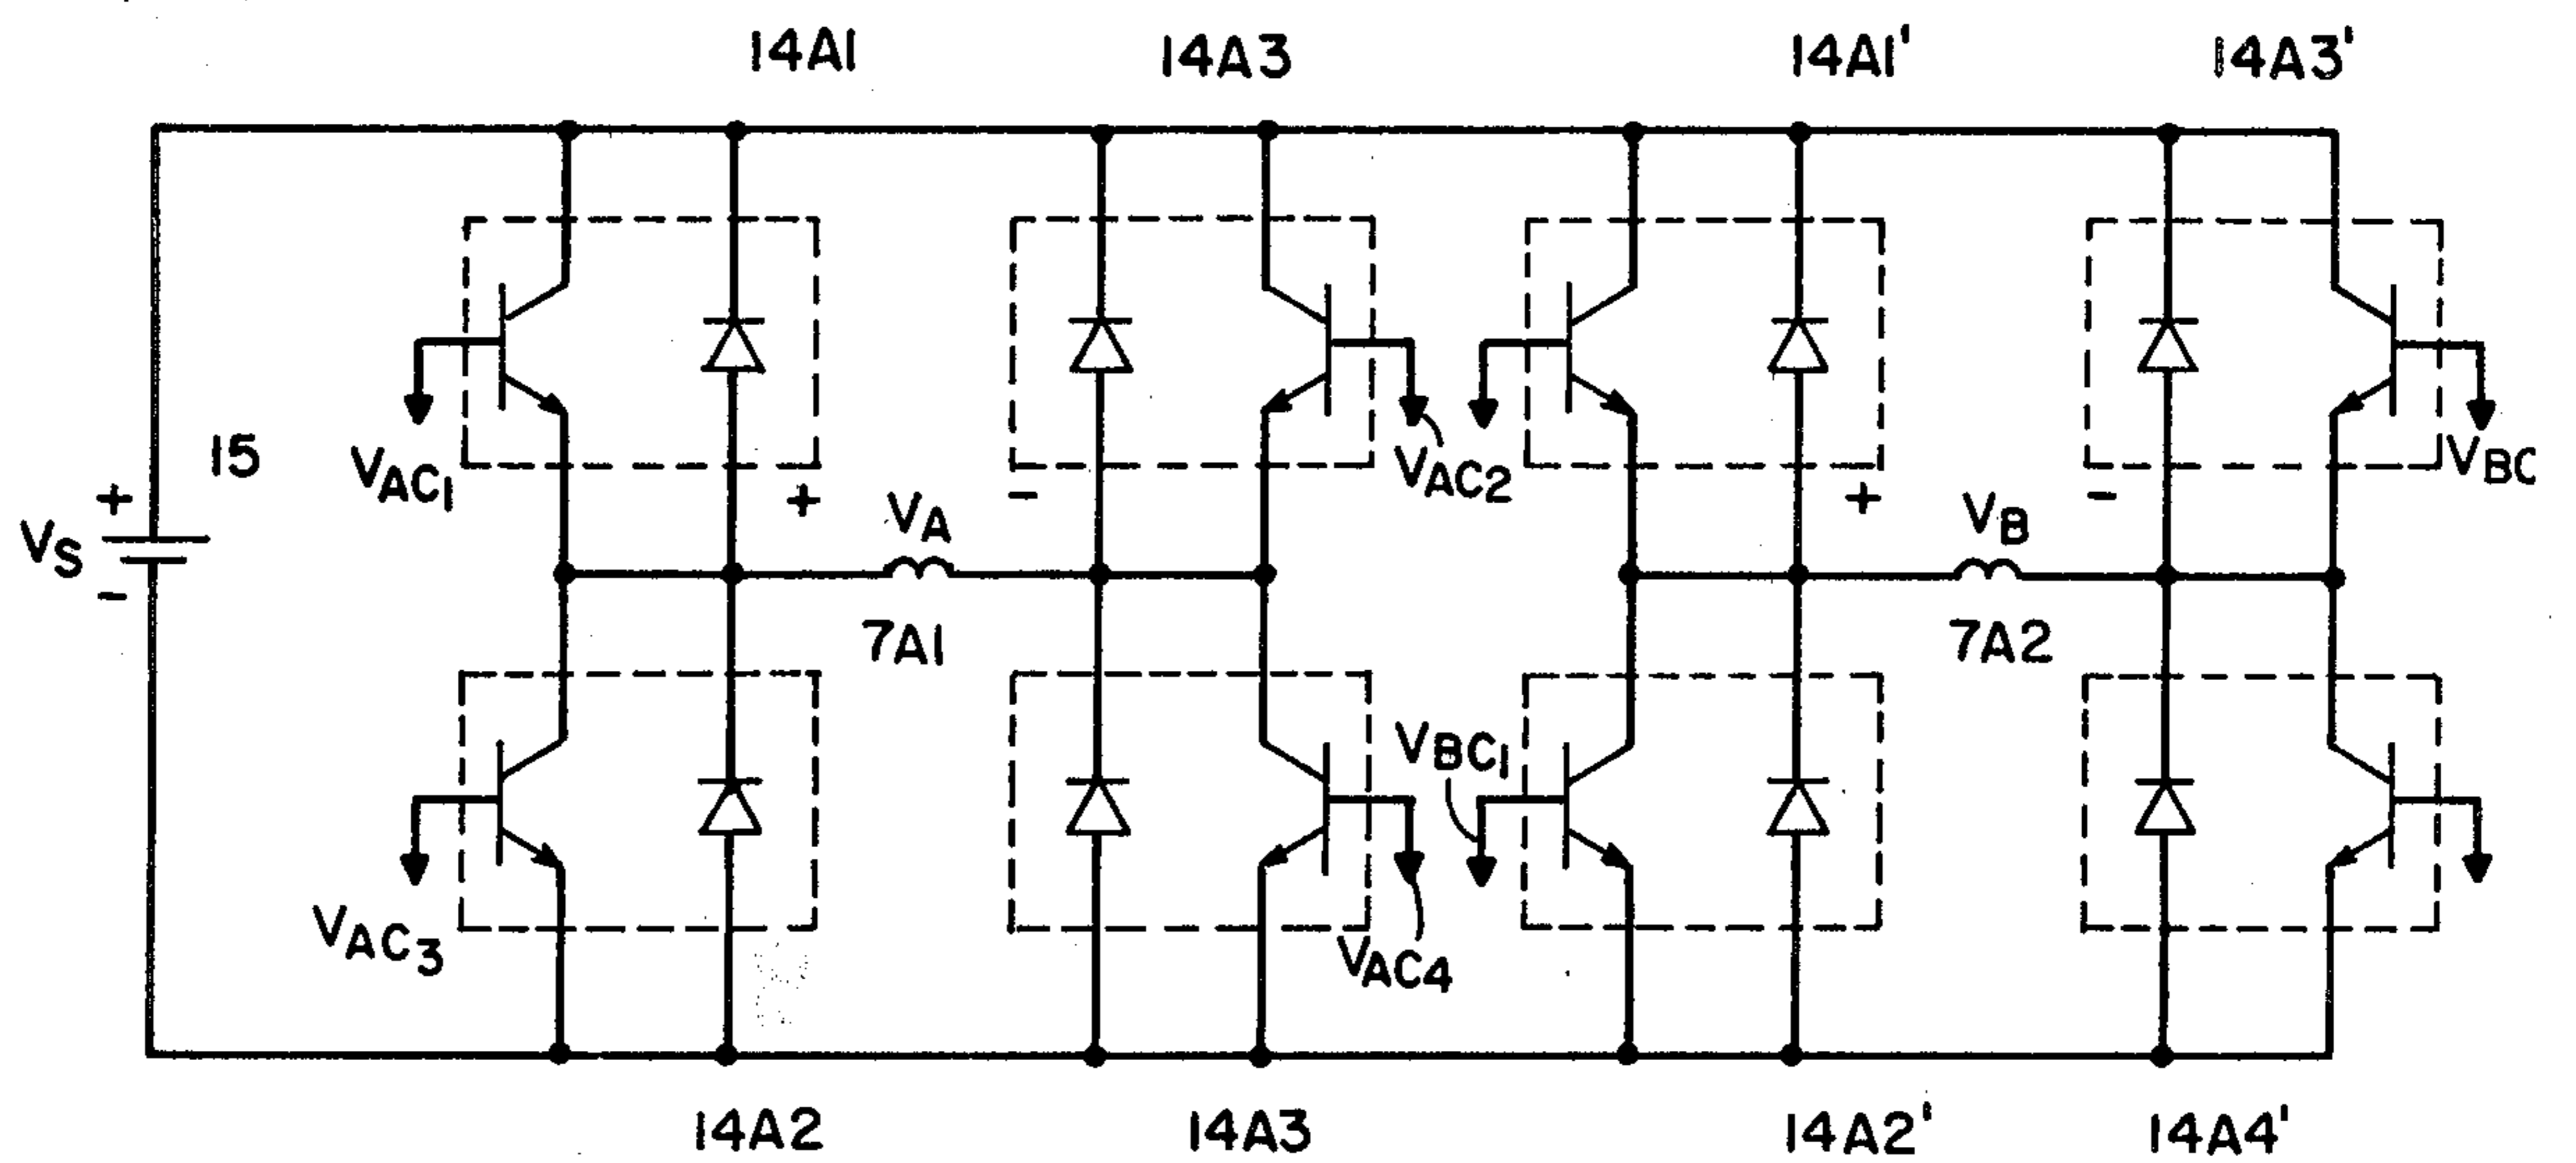 14A1
14A3
14A1'
14A3'
15
+
VS
-
VAC1
+
VA
-
VAC2
+
VB
-
VBC
7A1
7A2
VBC1
VAC3
VAC4
14A2
14A3
14A2'
14A4'